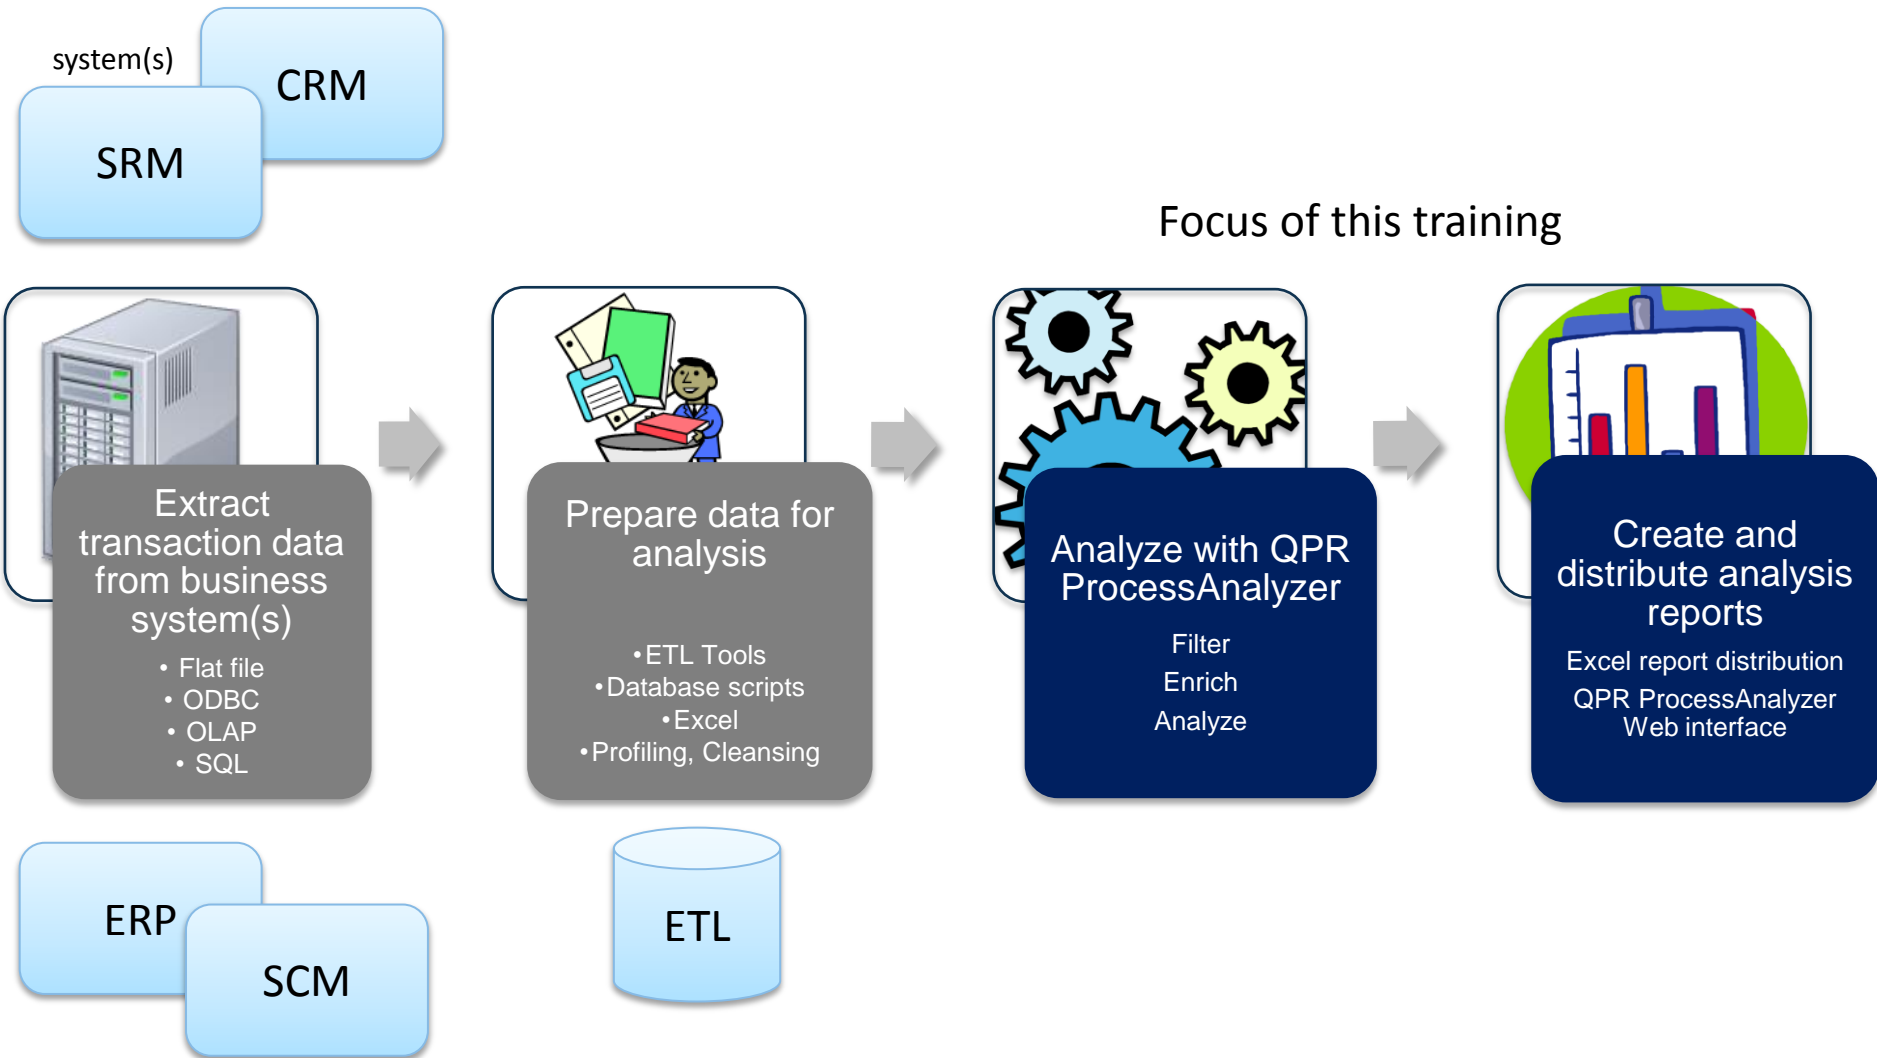 system(s)
CRM
SRM
Focus of this training
Extract
transaction data
from business
system(s)
• Flat file
• ODBC
• OLAP
• SQL
Prepare data for
analysis
•ETL Tools
•Database scripts
•Excel
•Profiling, Cleansing
Analyze with QPR
ProcessAnalyzer
Filter
Enrich
Analyze
Create and
distribute analysis
reports
Excel report distribution
QPR ProcessAnalyzer
Web interface
ERP
SCM
ETL